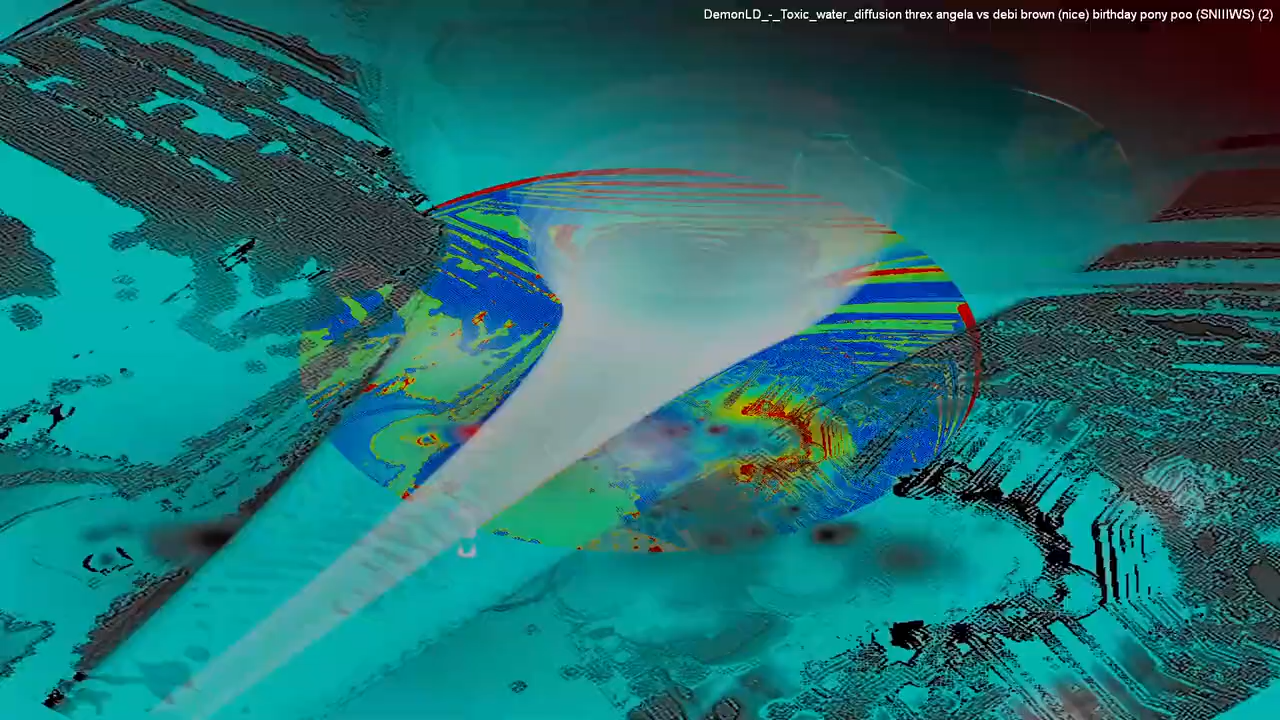 DemonLD_-_Toxic_water_diffusion threx angela vs debi brown (nice) birthday pony poo (SNIIIWS) (2)